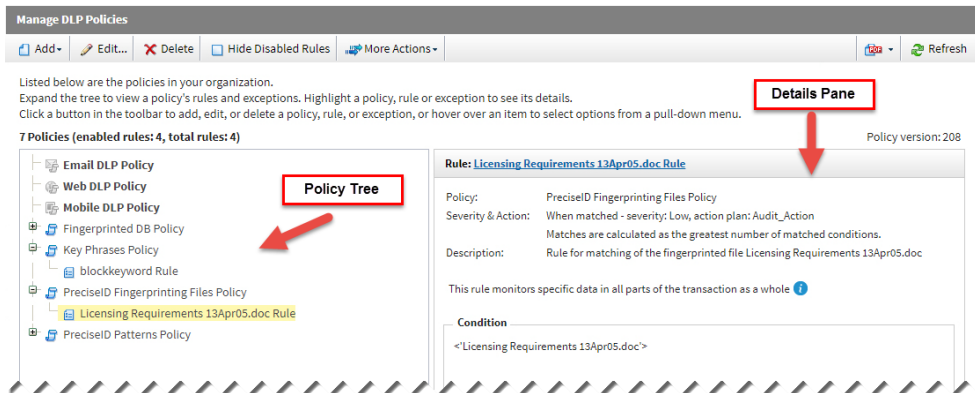 Manage DLP Policies
Add
Edit...
Delete
Hide Disabled Rules
More Actions
PDF
Refresh
Listed below are the policies in your organization.
Expand the tree to view a policy's rules and exceptions. Highlight a policy, rule or exception to see its details.
Click a button in the toolbar to add, edit, or delete a policy, rule, or exception, or hover over an item to select options from a pull-down menu.
Details Pane
7 Policies (enabled rules: 4, total rules: 4)
Policy version: 208
Email DLP Policy
Web DLP Policy
Mobile DLP Policy
Fingerprinted DB Policy
Key Phrases Policy
blockkeyword Rule
PreciseID Fingerprinting Files Policy
Licensing Requirements 13Apr05.doc Rule
PreciseID Patterns Policy
Policy Tree
Rule: Licensing Requirements 13Apr05.doc Rule
Policy: PreciseID Fingerprinting Files Policy
Severity & Action: When matched - severity: Low, action plan: Audit_Action
Matches are calculated as the greatest number of matched conditions.
Description: Rule for matching of the fingerprinted file Licensing Requirements 13Apr05.doc
This rule monitors specific data in all parts of the transaction as a whole
Condition
<'Licensing Requirements 13Apr05.doc'>